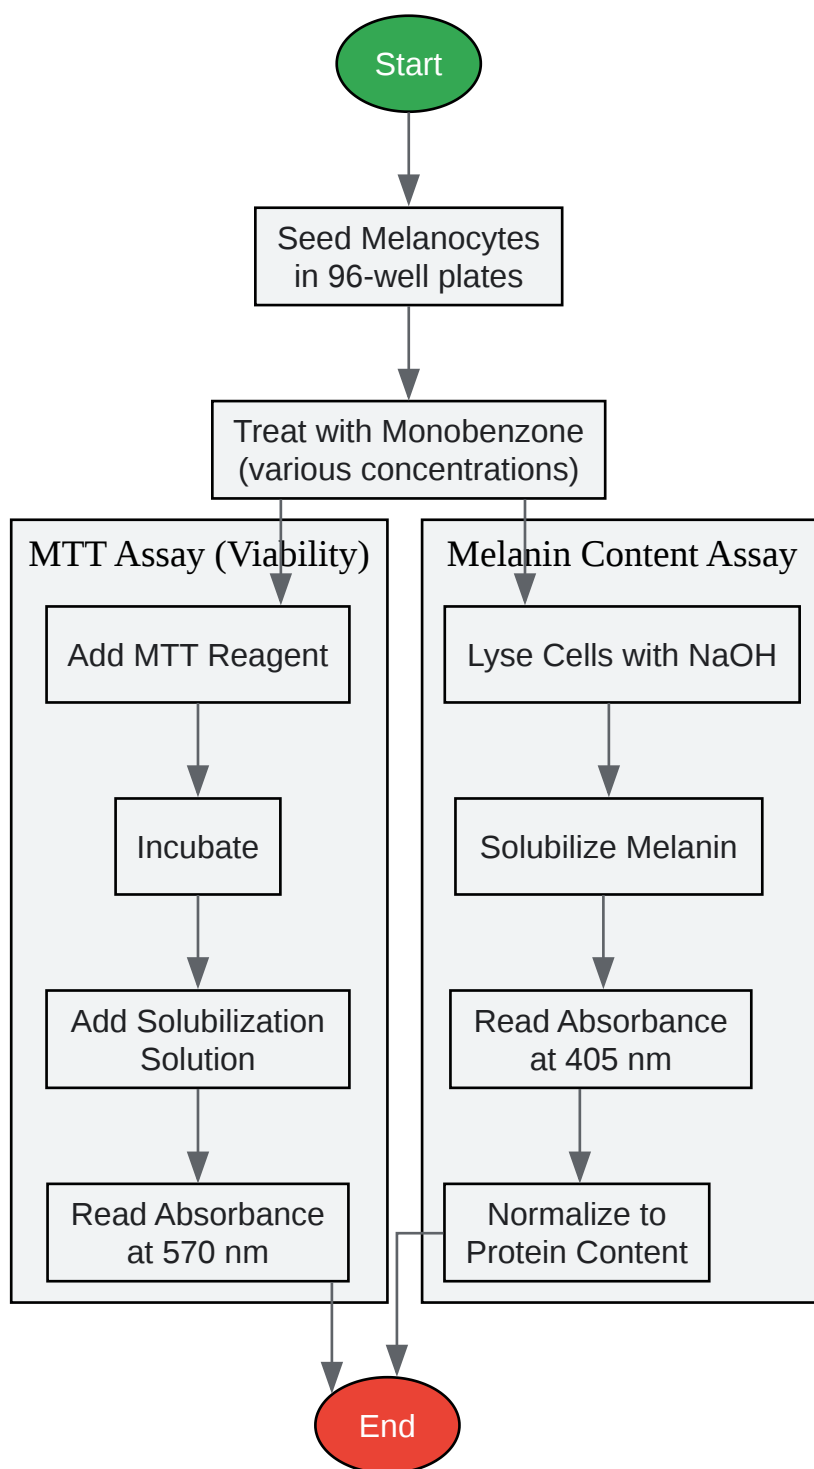 Start
Seed Melanocytes
in 96-well plates
Treat with Monobenzone
(various concentrations)
MTT Assay (Viability)
Add MTT Reagent
Incubate
Add Solubilization
Solution
Read Absorbance
at 570 nm
Melanin Content Assay
Lyse Cells with NaOH
Solubilize Melanin
Read Absorbance
at 405 nm
Normalize to
Protein Content
End